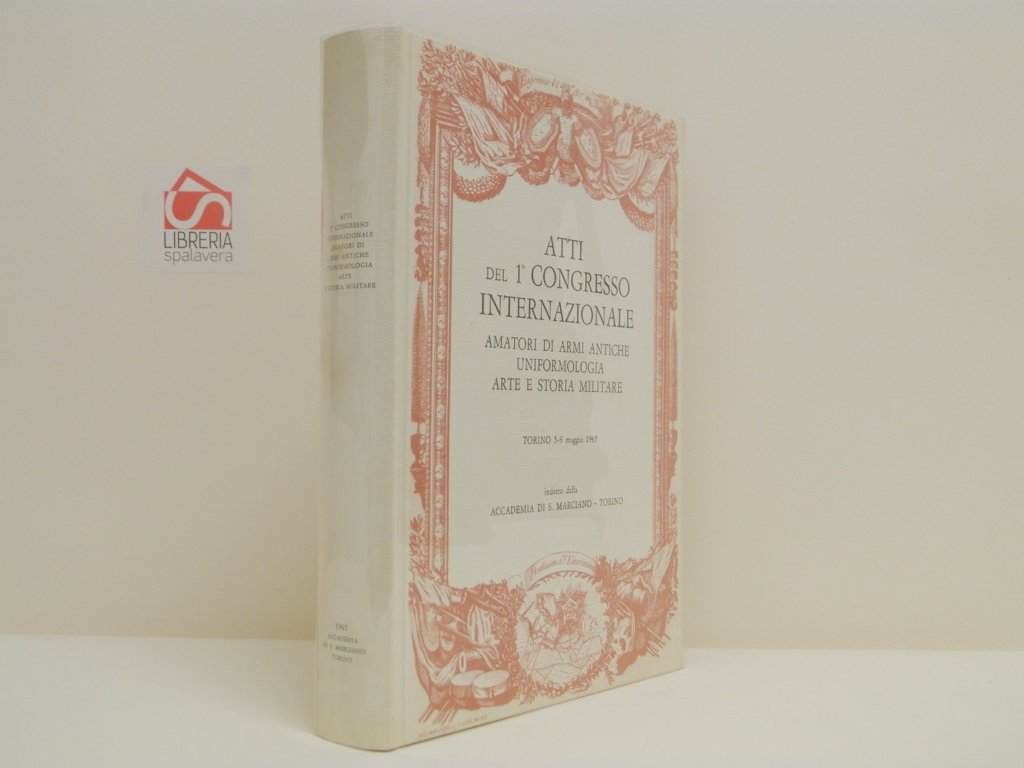 LIBRERIA
spalavera
ATTI
1° CONGRESSO
INTERNAZIONALE
AMATORI DI
ARMI ANTICHE
UNIFORMOLOGIA
ARTE
E STORIA MILITARE
1965
ACCADEMIA
DI S. MARCIANO
TORINO
ATTI
DEL 1° CONGRESSO
INTERNAZIONALE
AMATORI DI ARMI ANTICHE
UNIFORMOLOGIA
ARTE E STORIA MILITARE
TORINO 5-9 maggio 1965
indetto dalla
ACCADEMIA DI S. MARCIANO - TORINO